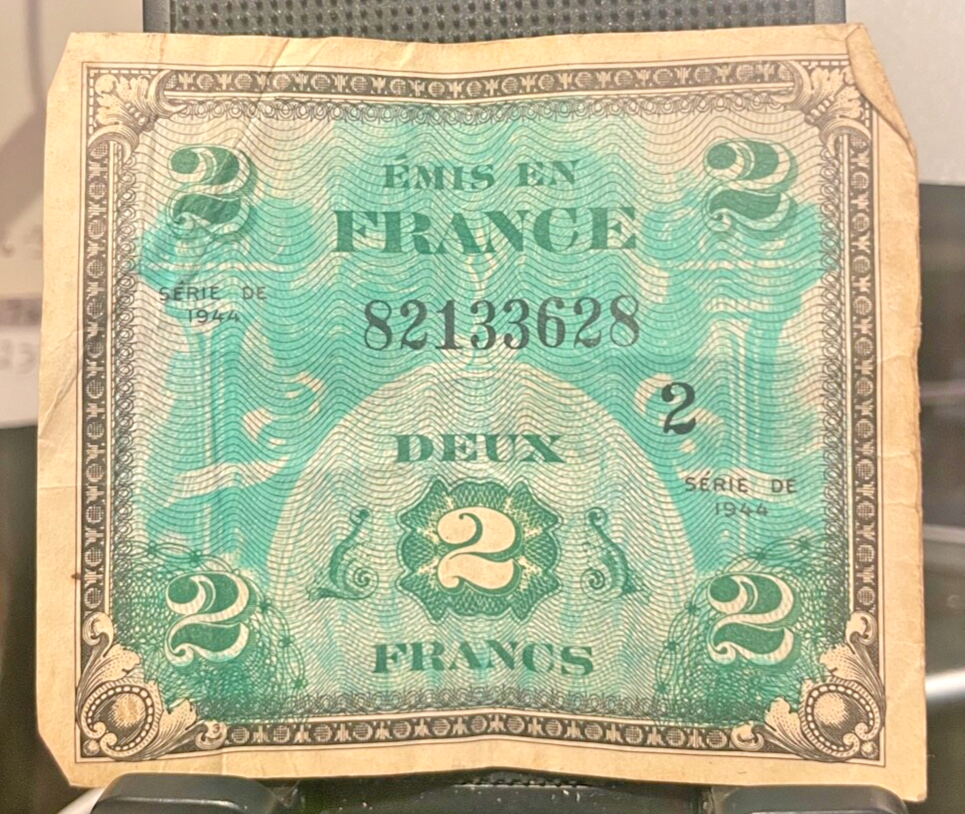 2 2
ÉMIS EN
FRANCE
SÉRIE DE
1944
82133628
2
DEUX
SÉRIE DE
1944
2
2 2
FRANCS